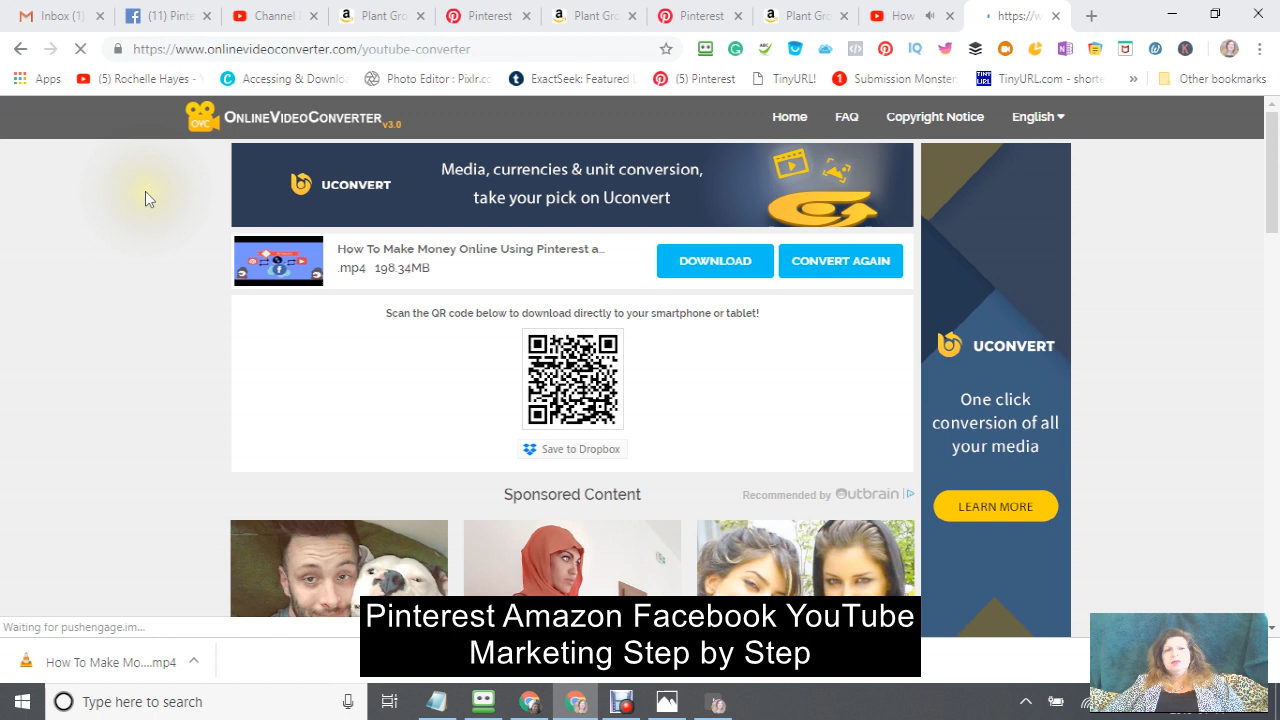 Inbox (1)
Pinte
Channel
Plant Gro
Pinterest
Plant Gr
Pinterest
Plant Gr
How
https://w
https://www.onlinevideoconverter.com/youtube-converter
Apps
(5) Rochelle Hayes -
Accessing & Downlo
Photo Editor : Pixlr.c
ExactSeek: Featured
(5) Pinterest
TinyURL!
Submission Monster
TinyURL.com - shorte
Other bookmarks
OVC
ONLINEVIDEOCONVERTER v3.0
Home
FAQ
Copyright Notice
English
UCONVERT
Media, currencies & unit conversion,
take your pick on Uconvert
How To Make Money Online Using Pinterest a...
.mp4 198.34MB
DOWNLOAD
CONVERT AGAIN
Scan the QR code below to download directly to your smartphone or tablet!
Save to Dropbox
UCONVERT
One click
conversion of all
your media
LEARN MORE
Sponsored Content
Recommended by Outbrain
Pinterest Amazon Facebook YouTube
Marketing Step by Step
Waiting for pushengage.im...
How To Make Mo....mp4
Type here to search